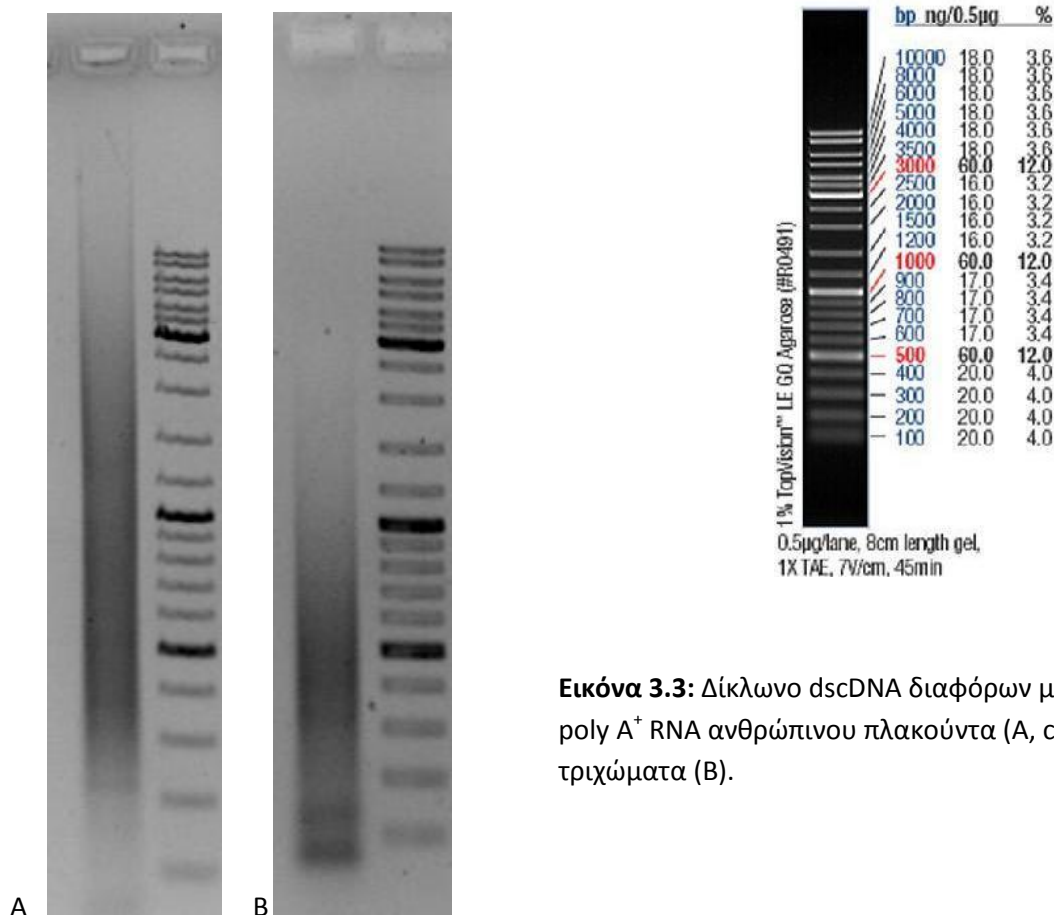 bp ng/0.5µg %
10000 18.0 3.6
8000 18.0 3.6
6000 18.0 3.6
5000 18.0 3.6
4000 18.0 3.6
3500 18.0 3.6
3000 60.0 12.0
2500 16.0 3.2
2000 16.0 3.2
1500 16.0 3.2
1200 16.0 3.2
1000 60.0 12.0
900 17.0 3.4
800 17.0 3.4
700 17.0 3.4
600 17.0 3.4
500 60.0 12.0
400 20.0 4.0
300 20.0 4.0
200 20.0 4.0
100 20.0 4.0
1% TopVision™ LE GQ Agarose (#R0491)
0.5µg/lane, 8cm length gel,
1X TAE, 7V/cm, 45min
Εικόνα 3.3: Δίκλωνο dscDNA διαφόρων μ
poly A⁺ RNA ανθρώπινου πλακούντα (A, c
τριχώματα (B).
A
B